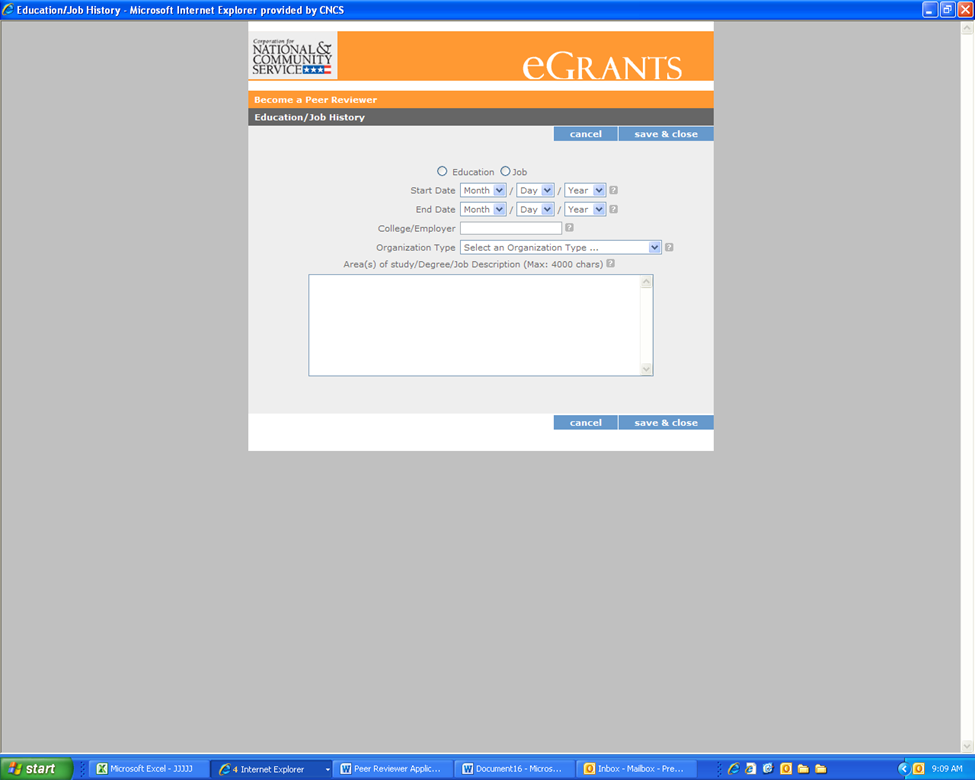 Education/Job History - Microsoft Internet Explorer provided by CNCS
Corporation for
NATIONAL &
COMMUNITY
SERVICE
eGRANTS
Become a Peer Reviewer
Education/Job History
cancel save & close
Education Job
Start Date Month / Day / Year ?
End Date Month / Day / Year ?
College/Employer ?
Organization Type Select an Organization Type ... ?
Area(s) of study/Degree/Job Description (Max: 4000 chars) ?
cancel save & close
start Microsoft Excel - JJJJJ 4 Internet Explorer Peer Reviewer Applic... Document16 - Micros... Inbox - Mailbox - Pre... 9:09 AM